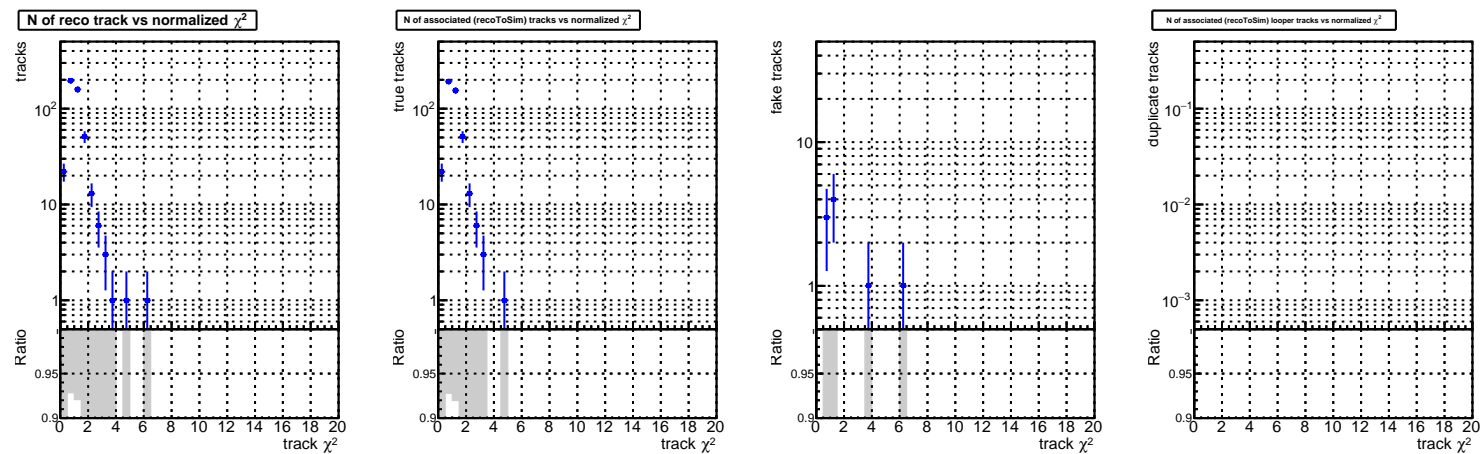 N of reco track vs normalized χ²
tracks
10²
10
1
Ratio
0.95
0.9
0 2 4 6 8 10 12 14 16 18 20
track χ²
N of associated (recoToSim) tracks vs normalized χ²
true tracks
10²
10
1
Ratio
0.95
0.9
0 2 4 6 8 10 12 14 16 18 20
track χ²
fake tracks
10
1
Ratio
0.95
0.9
0 2 4 6 8 10 12 14 16 18 20
track χ²
N of associated (recoToSim) looper tracks vs normalized χ²
duplicate tracks
10⁻¹
10⁻²
10⁻³
Ratio
0.95
0.9
0 2 4 6 8 10 12 14 16 18 20
track χ²